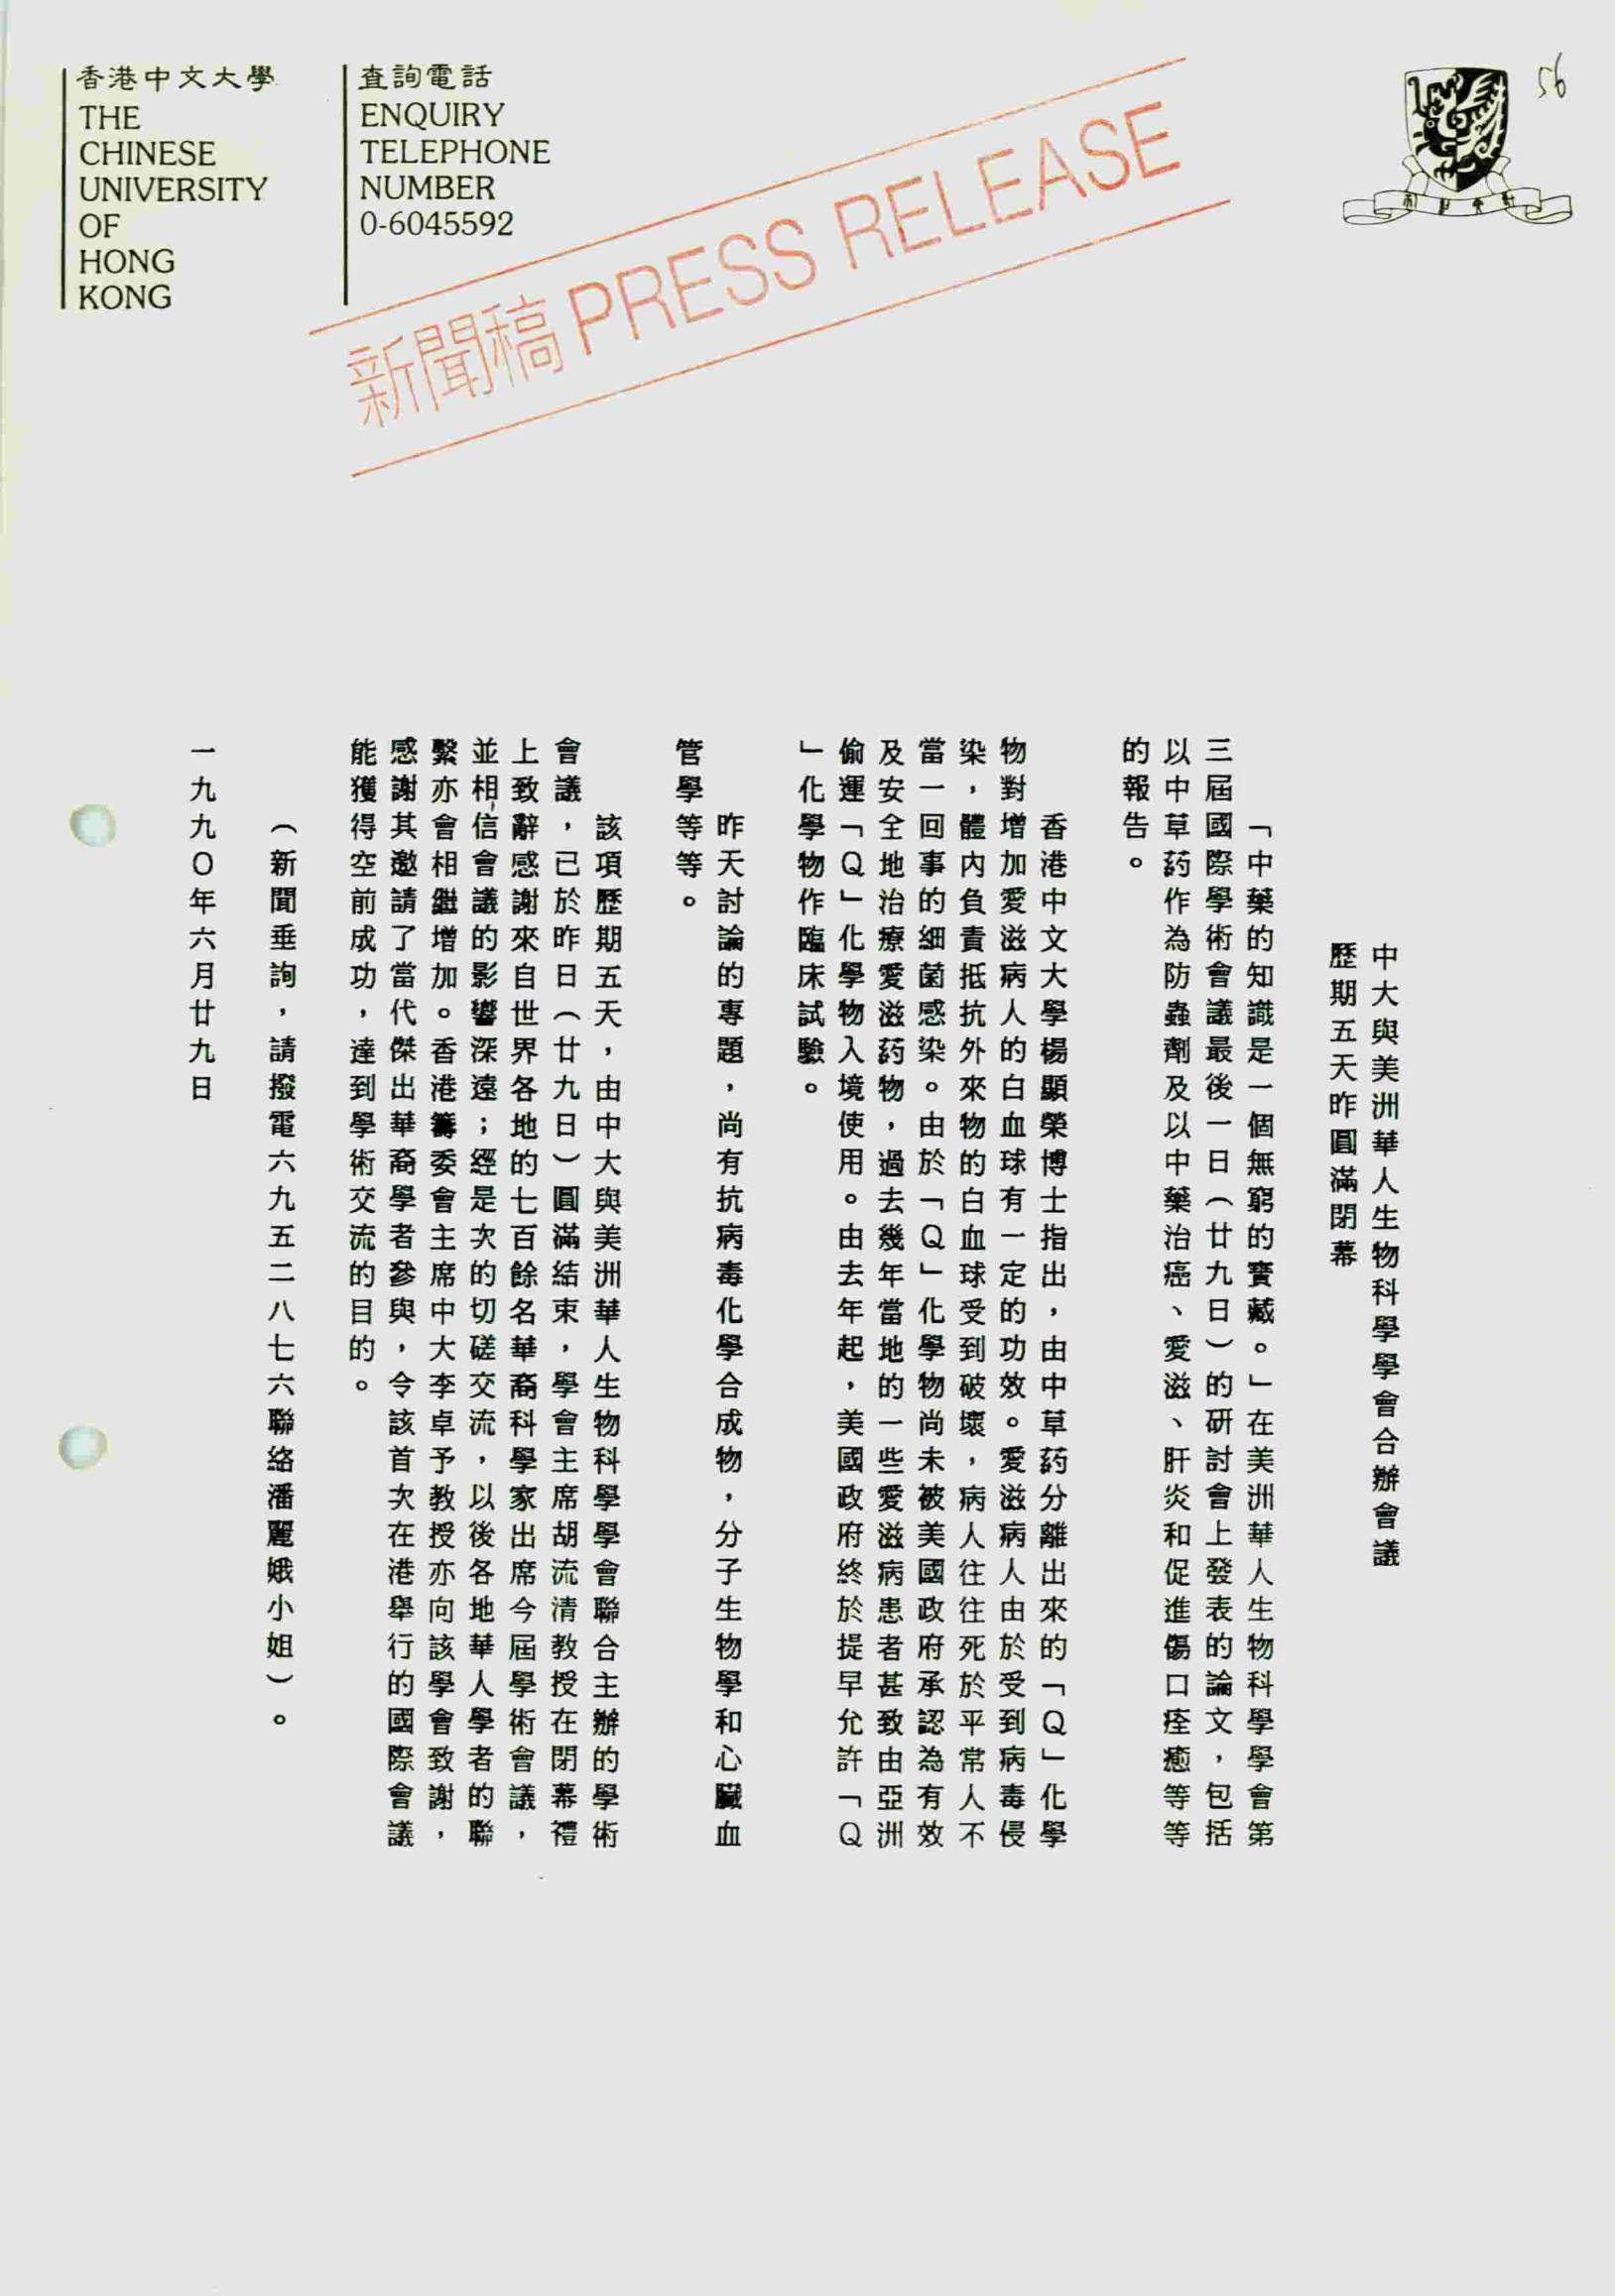 香港中文大學
THE
CHINESE
UNIVERSITY
OF
HONG
KONG
查詢電話
ENQUIRY
TELEPHONE
NUMBER
0-6045592
新聞稿 PRESS RELEASE
56
中大與美洲華人生物科學學會合辦會議
歷期五天昨圓滿閉幕
「中藥的知識是一個無窮的寶藏。」在美洲華人生物科學學會第
三屆國際學術會議最後一日（廿九日）的研討會上發表的論文，包括
以中草葯作為防蟲劑及以中藥治癌、愛滋、肝炎和促進傷口痊癒等等
的報告。
香港中文大學楊顯榮博士指出，由中草葯分離出來的「Q」化學
物對增加愛滋病人的白血球有一定的功效。愛滋病人由於受到病毒侵
染，體內負責抵抗外來物的白血球受到破壞，病人往往死於平常人不
當一回事的細菌感染。由於「Q」化學物尚未被美國政府承認為有效
及安全地治療愛滋葯物，過去幾年當地的一些愛滋病患者甚致由亞洲
偷運「Q」化學物入境使用。由去年起，美國政府終於提早允許「Q
」化學物作臨床試驗。
昨天討論的專題，尚有抗病毒化學合成物，分子生物學和心臟血
管學等等。
該項歷期五天，由中大與美洲華人生物科學學會聯合主辦的學術
會議，已於昨日（廿九日）圓滿結束，學會主席胡流清教授在閉幕禮
上致辭感謝來自世界各地的七百餘名華裔科學家出席今屆學術會議，
並相信會議的影響深遠；經是次的切磋交流，以後各地華人學者的聯
繫亦會相繼增加。香港籌委會主席中大李卓予教授亦向該學會致謝，
感謝其邀請了當代傑出華裔學者參與，令該首次在港舉行的國際會議
能獲得空前成功，達到學術交流的目的。
（新聞垂詢，請撥電六九五二八七六聯絡潘麗娥小姐）。
一九九〇年六月廿九日